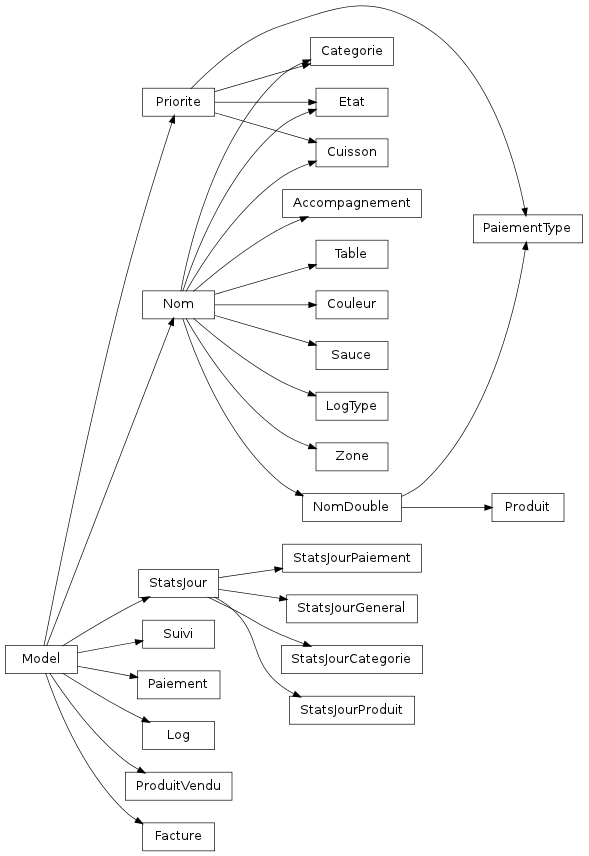 Categorie
Priorite
Etat
Cuisson
Accompagnement
PaiementType
Table
Nom
Couleur
Sauce
LogType
Zone
NomDouble
Produit
StatsJourPaiement
StatsJour
StatsJourGeneral
Suivi
Model
StatsJourCategorie
Paiement
StatsJourProduit
Log
ProduitVendu
Facture